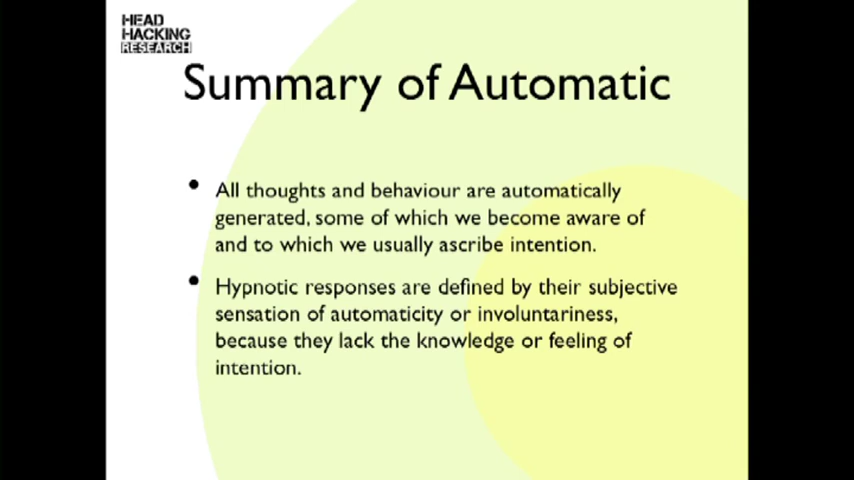 HEAD
HACKING
RESEARCH
Summary of Automatic
• All thoughts and behaviour are automatically
generated, some of which we become aware of
and to which we usually ascribe intention.
• Hypnotic responses are defined by their subjective
sensation of automaticity or involuntariness,
because they lack the knowledge or feeling of
intention.